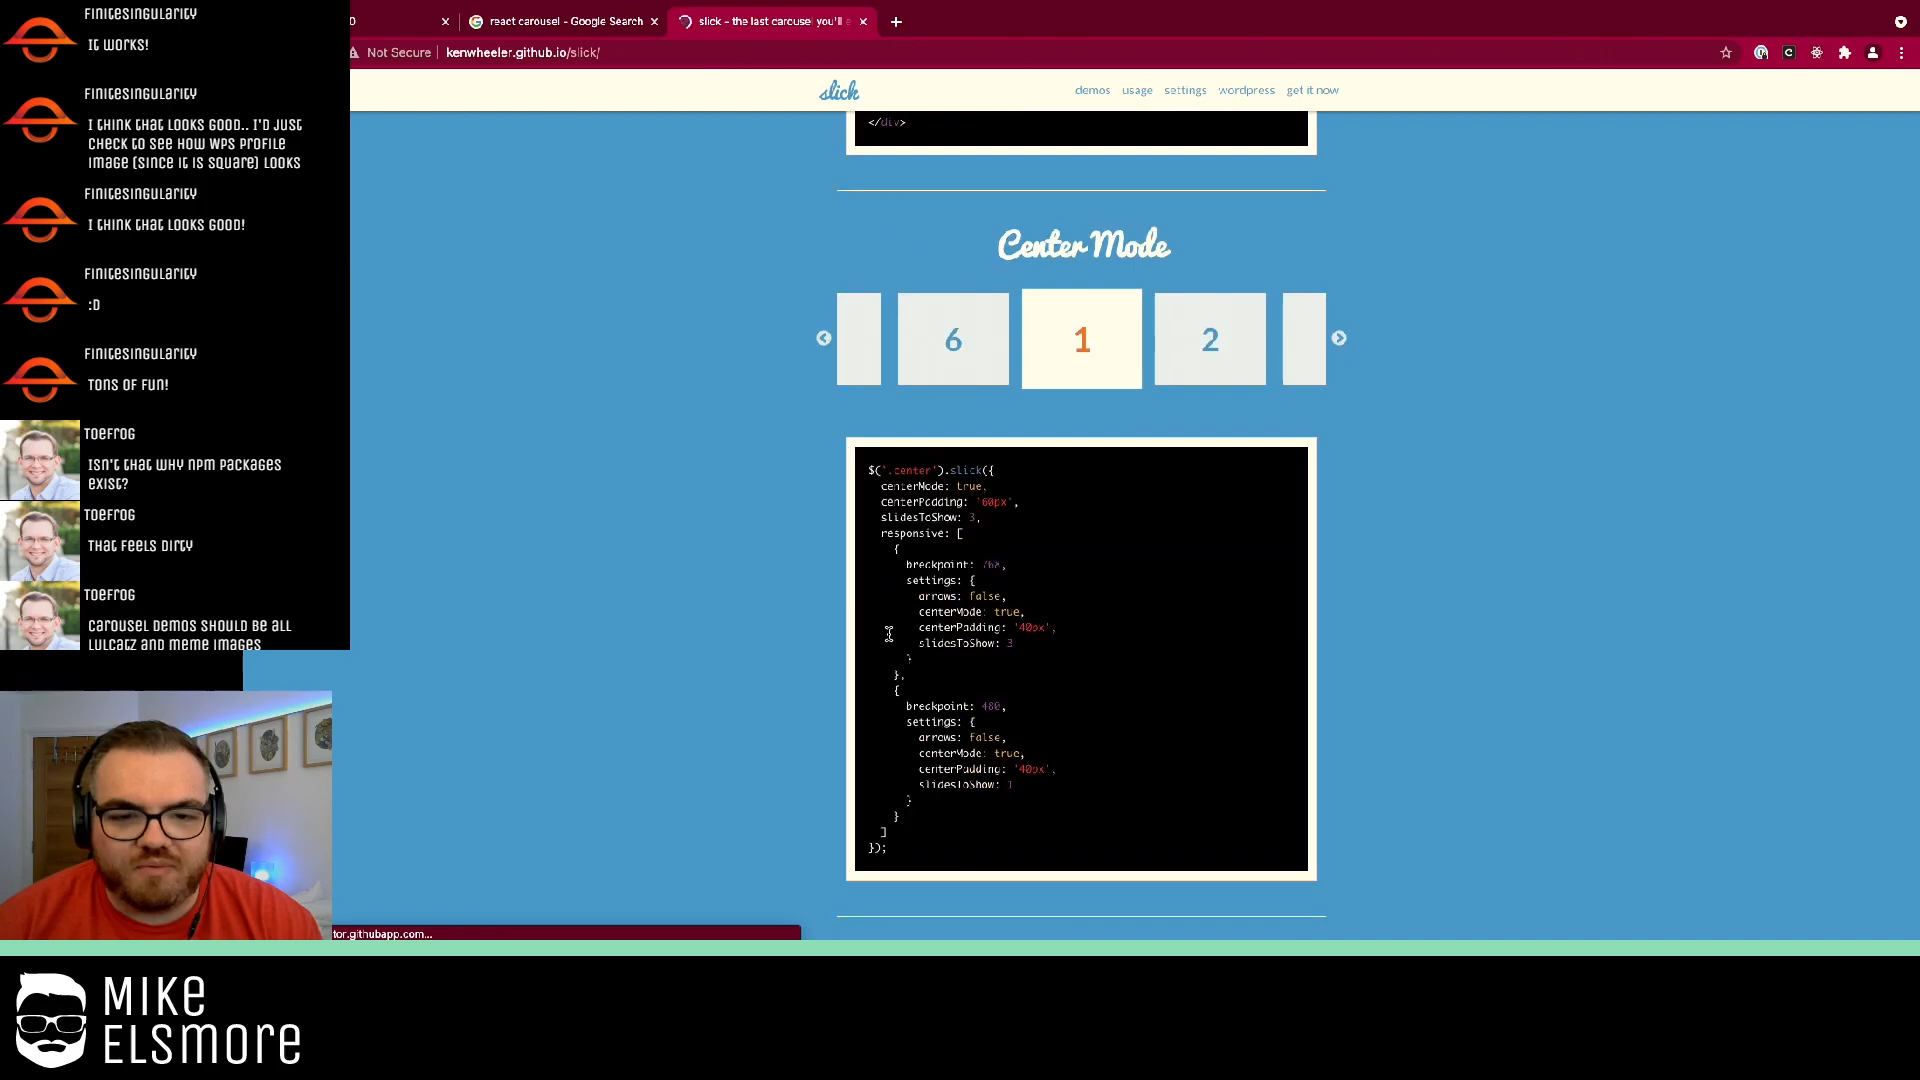 FINITESINGULARITY
IT WORKS!
FINITESINGULARITY
I THINK THAT LOOKS GOOD.. I'D JUST
CHECK TO SEE HOW WPS PROFILE
IMAGE (SINCE IT IS SQUARE) LOOKS
FINITESINGULARITY
I THINK THAT LOOKS GOOD!
FINITESINGULARITY
:D
FINITESINGULARITY
TONS OF FUN!
TOEFROG
ISN'T THAT WHY NPM PACKAGES
EXIST?
TOEFROG
THAT FEELS DIRTY
TOEFROG
CAROUSEL DEMOS SHOULD BE ALL
LULCATZ AND MEME IMAGES
react carousel - Google Search
slick - the last carousel you'll e
Not Secure
kenwheeler.github.io/slick/
slick
demos usage settings wordpress get it now
</div>
Center Mode
6 1 2
$('.center').slick({
centerMode: true,
centerPadding: '60px',
slidesToShow: 3,
responsive: [
{
breakpoint: 768,
settings: {
arrows: false,
centerMode: true,
centerPadding: '40px',
slidesToShow: 3
}
},
{
breakpoint: 480,
settings: {
arrows: false,
centerMode: true,
centerPadding: '40px',
slidesToShow: 1
}
}
]
});
tor.githubapp.com...
MIKE
ELSMORE